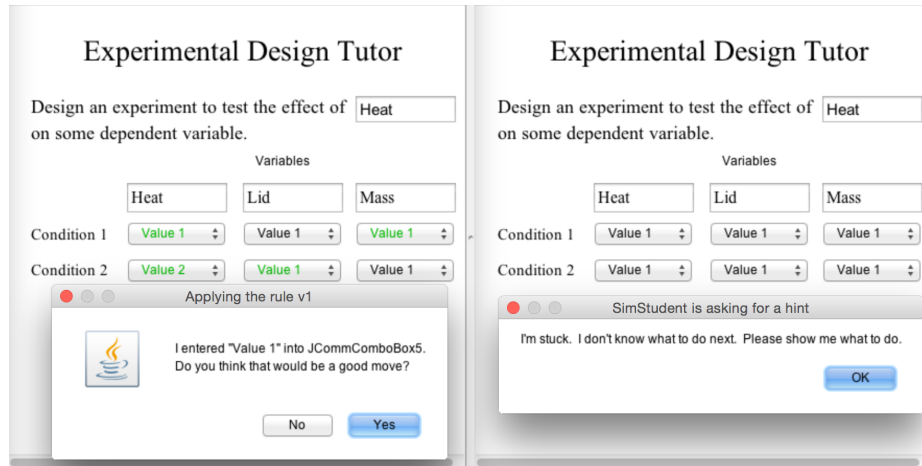 Experimental Design Tutor
Design an experiment to test the effect of Heat
on some dependent variable.
Variables
Heat Lid Mass
Condition 1 Value 1 Value 1 Value 1
Condition 2 Value 2 Value 1 Value 1
Applying the rule v1
I entered "Value 1" into JCommComboBox5.
Do you think that would be a good move?
No Yes
Experimental Design Tutor
Design an experiment to test the effect of Heat
on some dependent variable.
Variables
Heat Lid Mass
Condition 1 Value 1 Value 1 Value 1
Condition 2 Value 1 Value 1 Value 1
SimStudent is asking for a hint
I'm stuck. I don't know what to do next. Please show me what to do.
OK